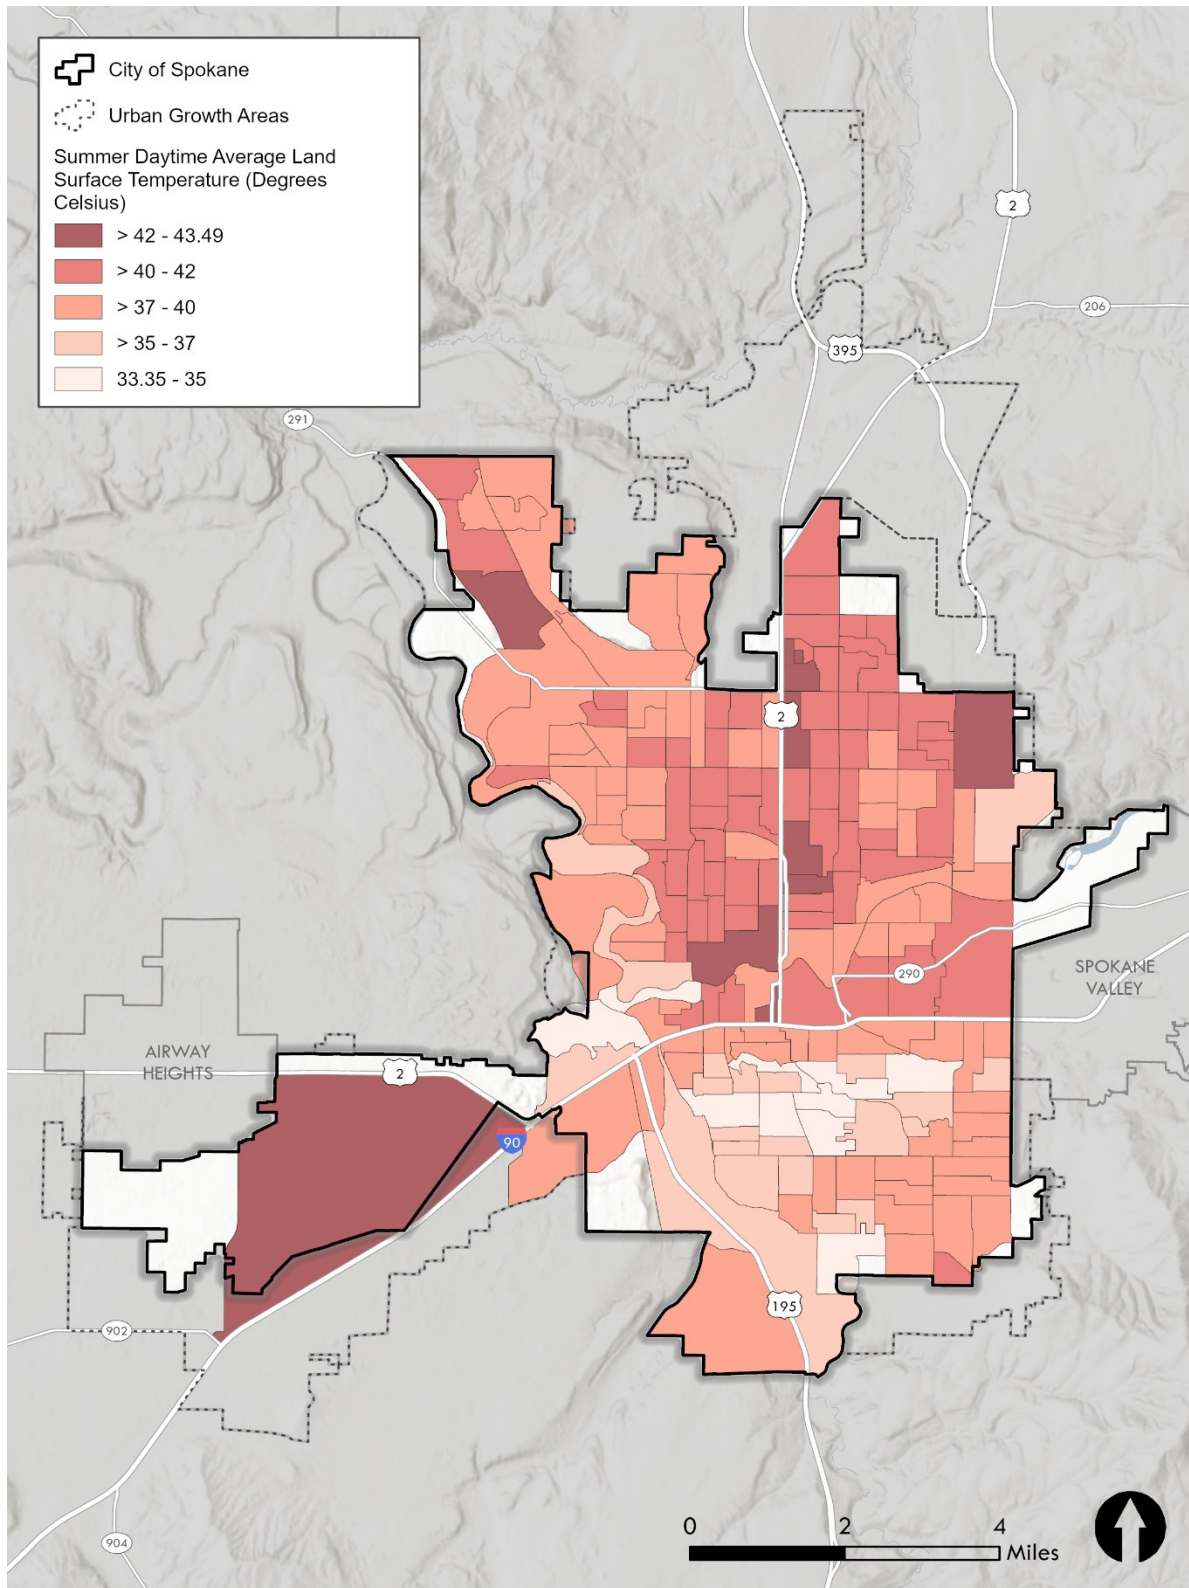 City of Spokane
Urban Growth Areas
Summer Daytime Average Land
Surface Temperature (Degrees
Celsius)
> 42 - 43.49
> 40 - 42
> 37 - 40
> 35 - 37
33.35 - 35
2
206
395
291
2
290
SPOKANE
VALLEY
AIRWAY
HEIGHTS
2
90
195
902
904
0 2 4
Miles